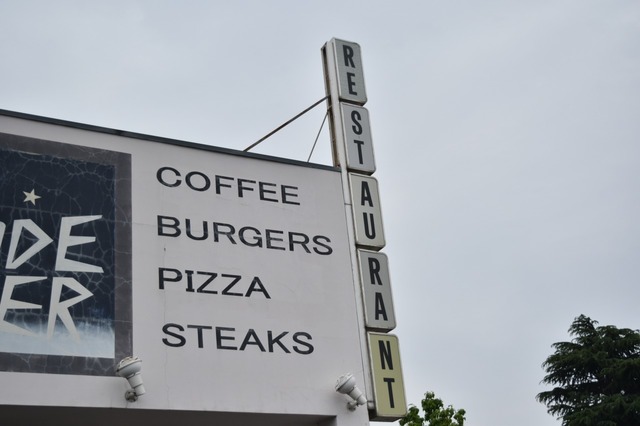 COFFEE
BURGERS
PIZZA
STEAKS
RESTAURANT